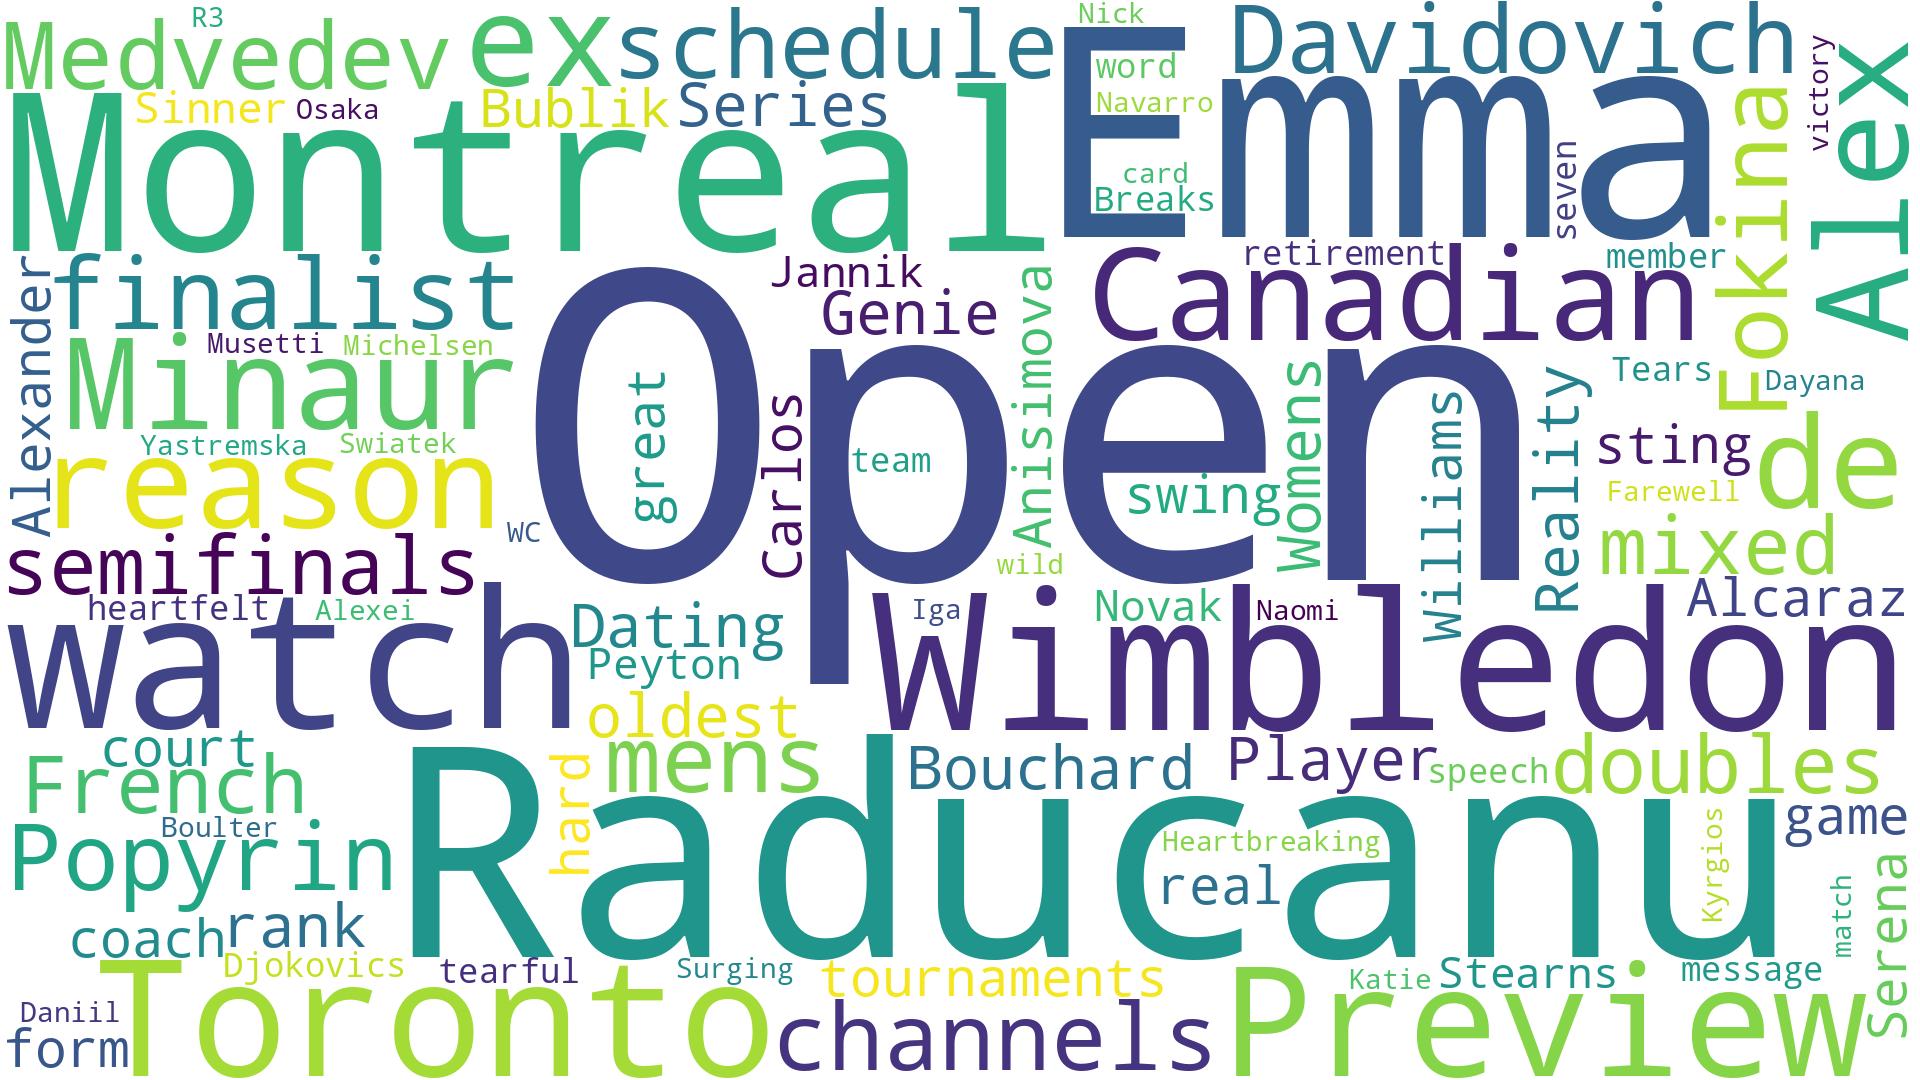 R3
Nick
Medvedev
ex
schedule
Davidovich
word
victory
Sinner
Osaka
Bublik
Series
Navarro
Montreal
Emma
Fokina
Alex
card
Breaks
seven
Alexander
finalist
Jannik
Genie
Anisimova
Canadian
retirement
member
Musetti
Michelsen
Minaur
Open
great
Carlos
team
Womens
Williams
Reality
Tears
Dayana
Yastremska
Swiatek
reason
swing
sting
de
Farewell
WC
wild
mixed
semifinals
heartfelt
Alexei
watch
Dating
Iga
Novak
Naomi
Alcaraz
Peyton
Wimbledon
oldest
court
French
hard
mens
Bouchard
Player
speech
doubles
Boulter
Popyrin
Raducanu
Heartbreaking
real
Kyrgios
game
coach
rank
match
Serena
Djokovics
tearful
Surging
tournaments
Katie
Stearns
message
Daniil
form
Toronto
channels
Preview